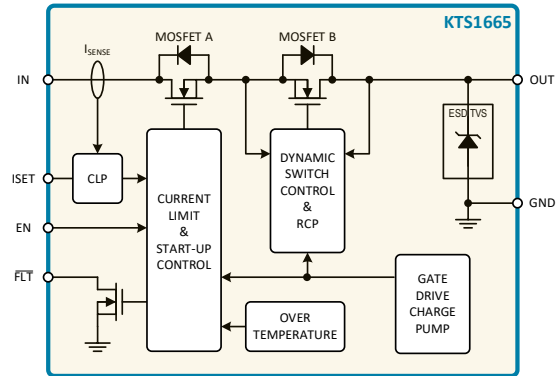 KTS1665
MOSFET A
MOSFET B
ISENSE
IN
OUT
ESD TVS
ISET
CLP
CURRENT
LIMIT
&
START-UP
CONTROL
DYNAMIC
SWITCH
CONTROL
&
RCP
GND
EN
FLT
OVER
TEMPERATURE
GATE
DRIVE
CHARGE
PUMP